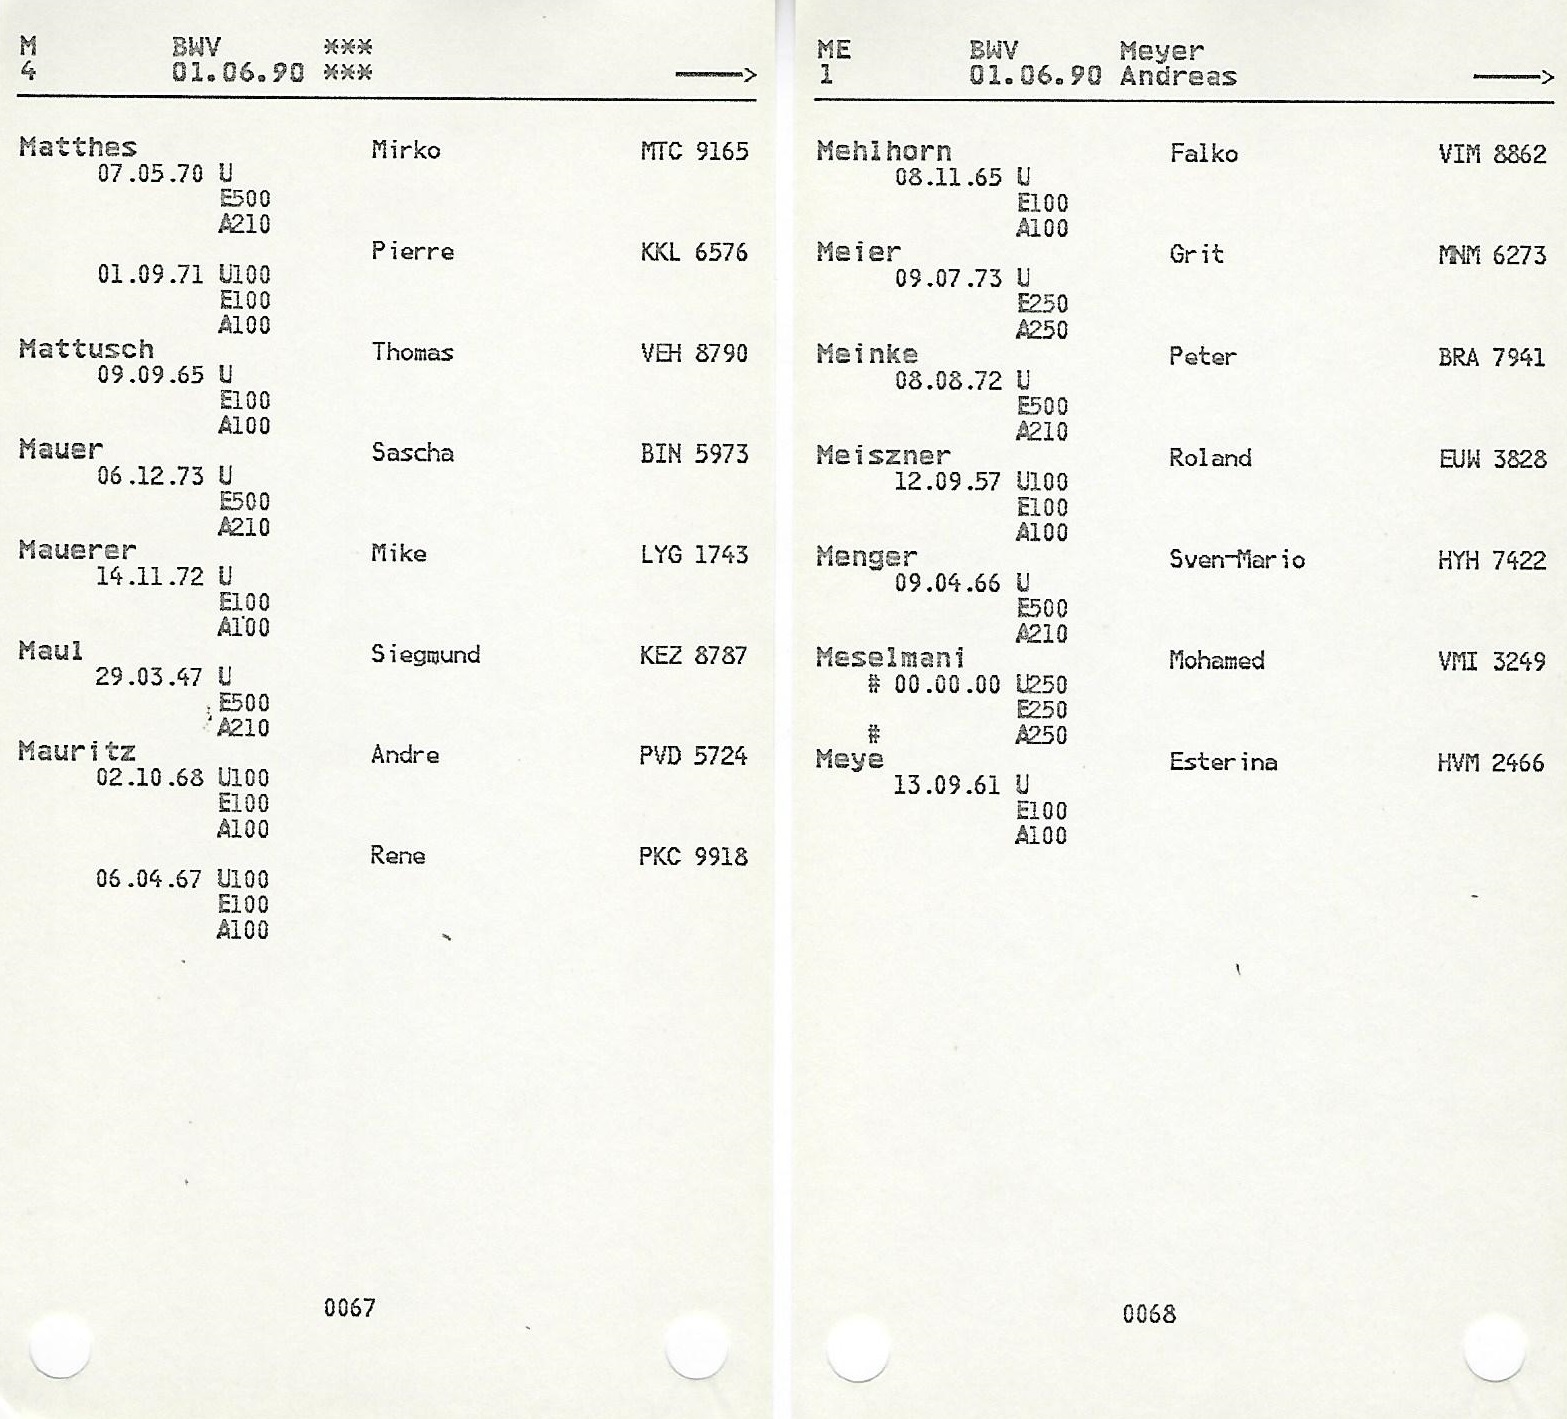 M BWV ***
4 01.06.90 *** ——>
Matthes Mirko MTC 9165
07.05.70 U
E500
A210
Pierre KKL 6576
01.09.71 U100
E100
A100
Mattusch Thomas VEH 8790
09.09.65 U
E100
A100
Mauer Sascha BIN 5973
06.12.73 U
E500
A210
Mauerer Mike LYG 1743
14.11.72 U
E100
A100
Maul Siegmund KEZ 8787
29.03.47 U
E500
A210
Mauritz Andre PVD 5724
02.10.68 U100
E100
A100
Rene PKC 9918
06.04.67 U100
E100
A100
0067
ME BWV Meyer
1 01.06.90 Andreas ——>
Mehlhorn Falko VIM 8862
08.11.65 U
E100
A100
Meier Grit MNM 6273
09.07.73 U
E250
A250
Meinke Peter BRA 7941
08.08.72 U
E500
A210
Meiszner Roland EUW 3828
12.09.57 U100
E100
A100
Menger Sven-Mario HYH 7422
09.04.66 U
E500
A210
Meselmani Mohamed VMI 3249
# 00.00.00 U250
E250
# A250
Meye Esterina HVM 2466
13.09.61 U
E100
A100
0068